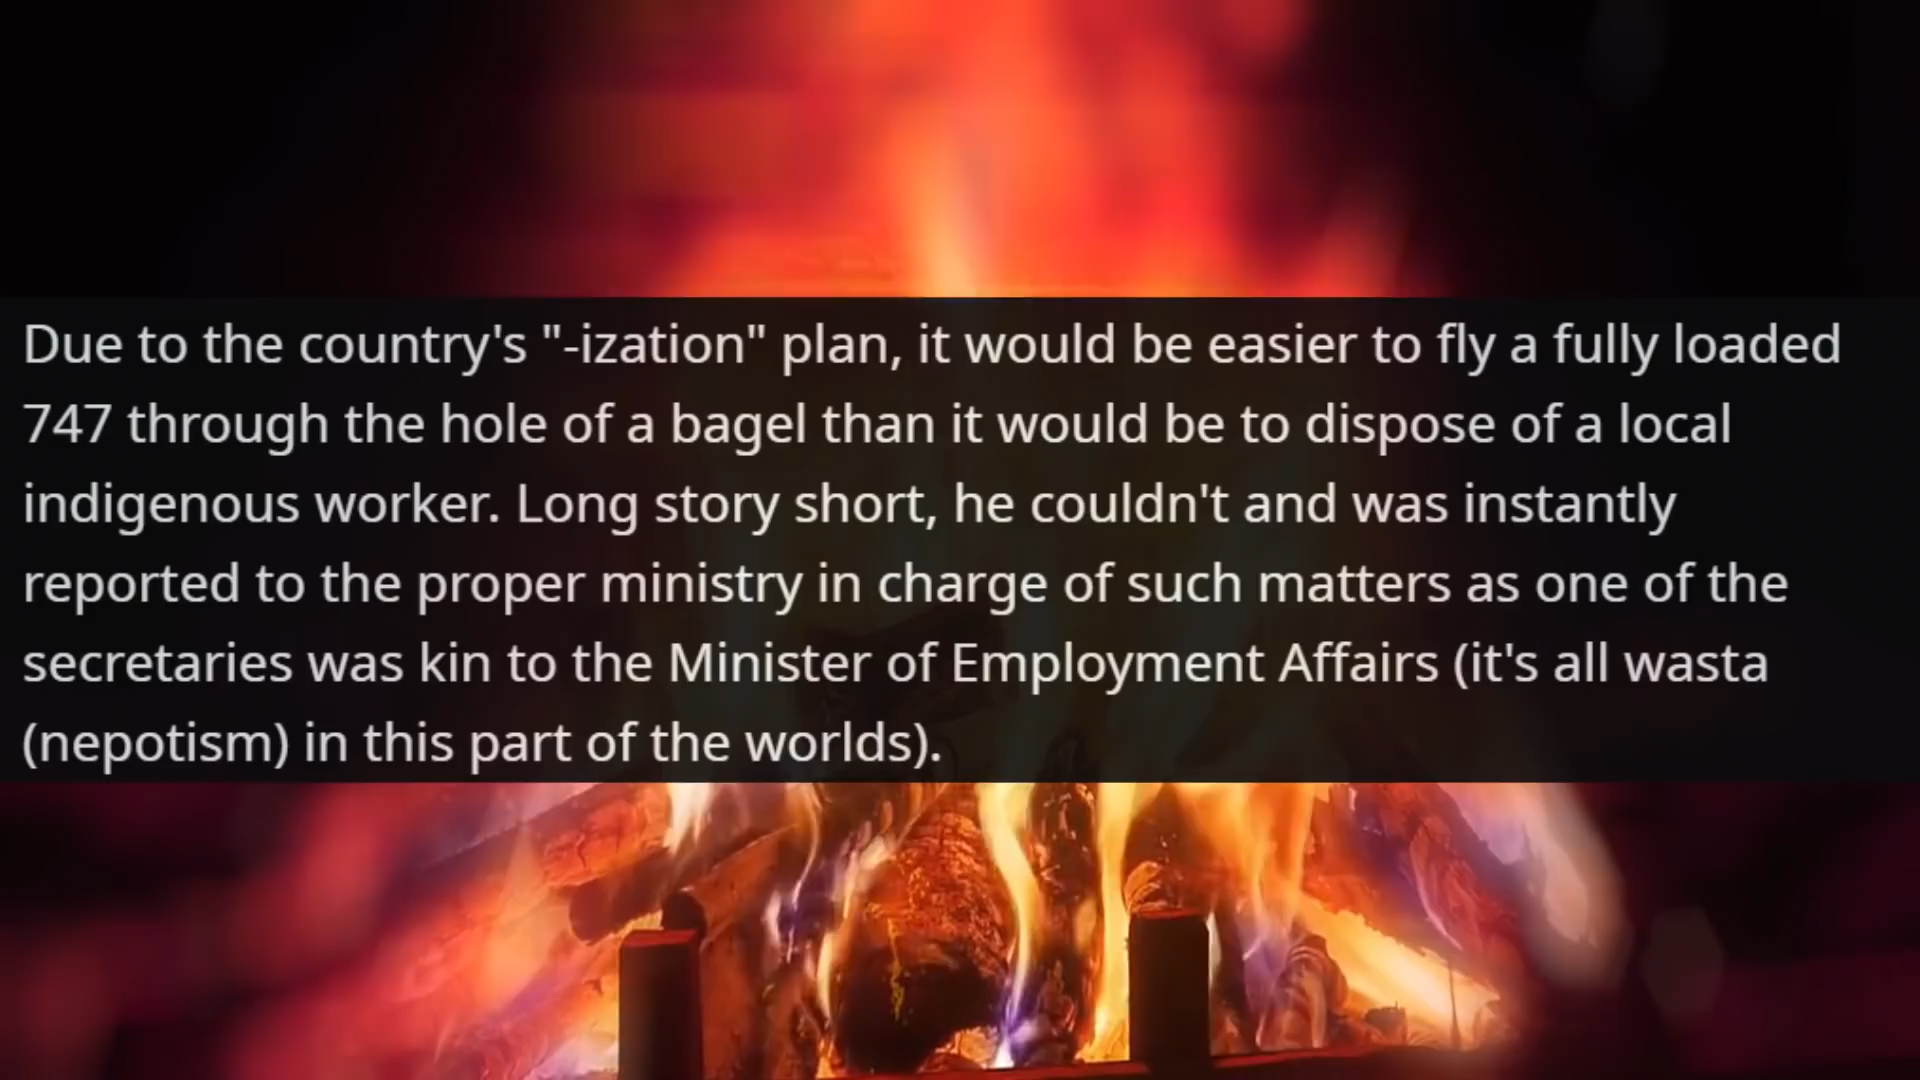 Due to the country's "-ization" plan, it would be easier to fly a fully loaded
747 through the hole of a bagel than it would be to dispose of a local
indigenous worker. Long story short, he couldn't and was instantly
reported to the proper ministry in charge of such matters as one of the
secretaries was kin to the Minister of Employment Affairs (it's all wasta
(nepotism) in this part of the worlds).